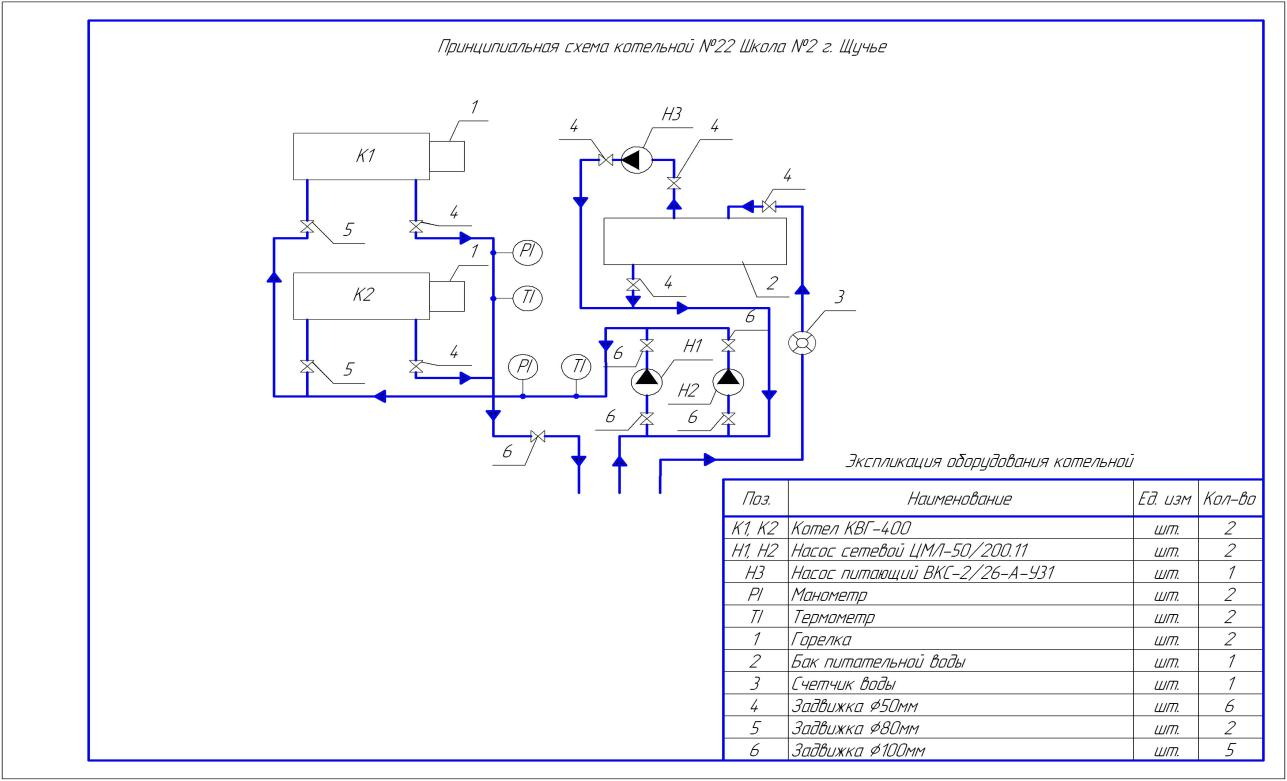 Принципиальная схема котельной №22 Школа №2 г. Щучье
1
К1
5
4
1
К2
5
4
PI
TI
PI
TI
6
4
Н3
4
4
4
2
3
6
6
Н1
Н2
6
6
Экспликация оборудования котельной
Поз. Наименование Ед. изм Кол-во
К1, К2 Котел КВГ-400 шт. 2
Н1, Н2 Насос сетевой ЦМЛ-50/200.11 шт. 2
Н3 Насос питающий ВКС-2/26-А-У31 шт. 1
PI Манометр шт. 2
TI Термометр шт. 2
1 Горелка шт. 2
2 Бак питательной воды шт. 1
3 Счетчик воды шт. 1
4 Задвижка ϕ50мм шт. 6
5 Задвижка ϕ80мм шт. 2
6 Задвижка ϕ100мм шт. 5